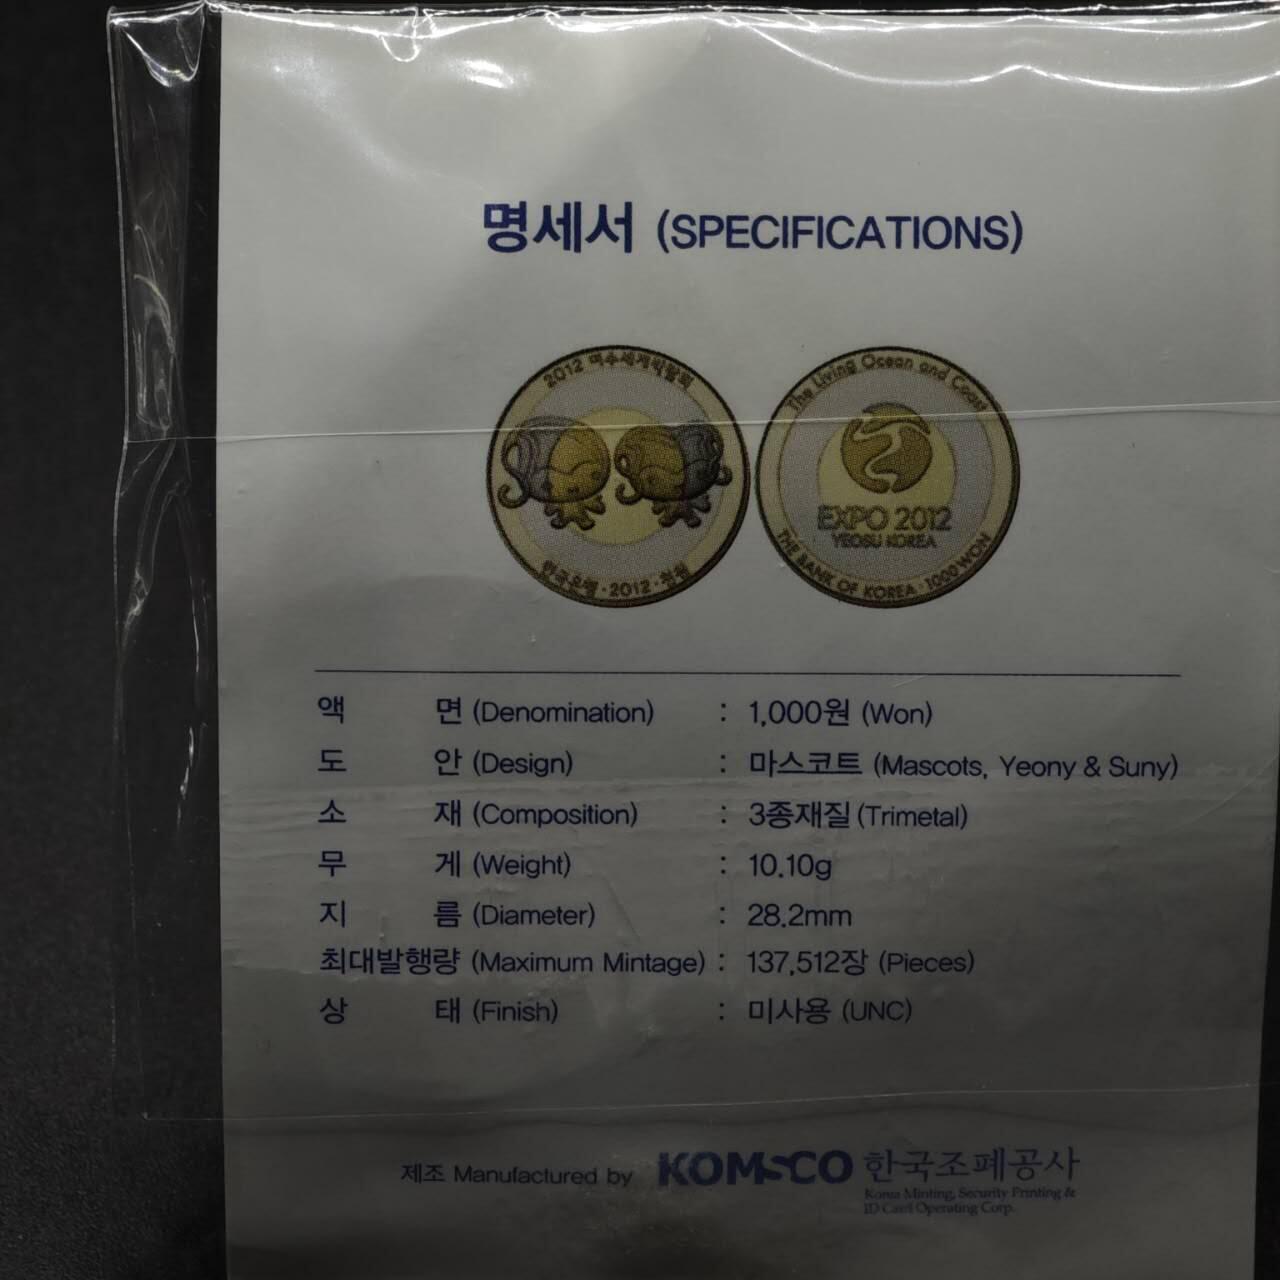 명세서 (SPECIFICATIONS)
2012 여수세계박람회
한국은행·2012·천원
The Living Ocean and Coast
EXPO 2012
YEOSU KOREA
THE BANK OF KOREA·1000 WON
액 면 (Denomination) : 1,000원 (Won)
도 안 (Design) : 마스코트 (Mascots, Yeony & Suny)
소 재 (Composition) : 3종재질 (Trimetal)
무 게 (Weight) : 10.10g
지 름 (Diameter) : 28.2mm
최대발행량 (Maximum Mintage) : 137,512장 (Pieces)
상 태 (Finish) : 미사용 (UNC)
제조 Manufactured by KOMSCO 한국조폐공사
Korea Minting, Security Printing &
ID Card Operating Corp.